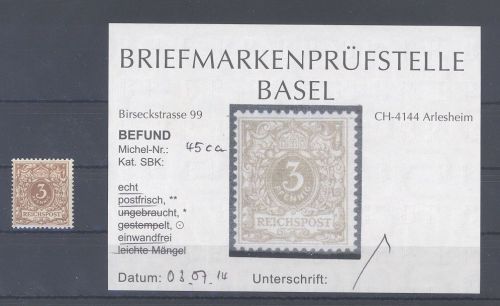 BRIEFMARKENPRÜFSTELLE
BASEL
Birseckstrasse 99
CH-4144 Arlesheim
BEFUND
Michel-Nr.: 45ca
Kat. SBK:
echt
postfrisch, **
ungebraucht, *
gestempelt, ⊙
einwandfrei
leichte Mängel
Datum: 03.07.14 Unterschrift:
3
PFENNIG
REICHSPOST
3